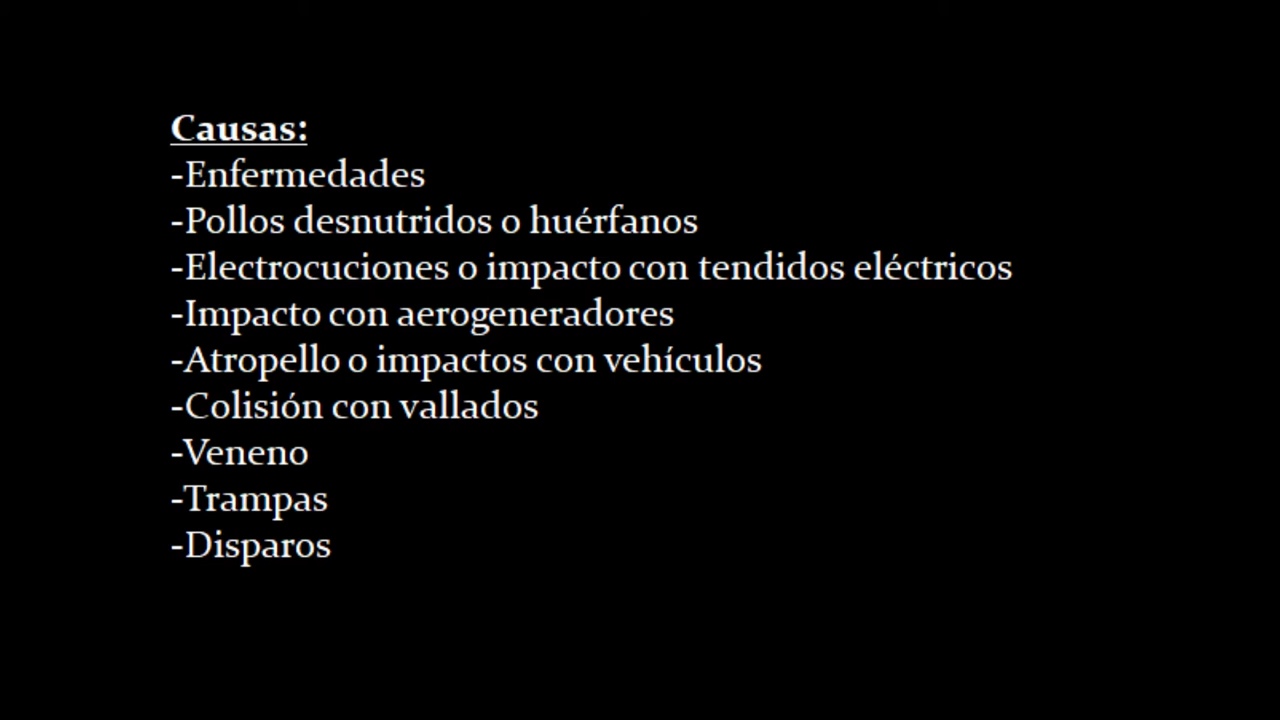 Causas:
-Enfermedades
-Pollos desnutridos o huérfanos
-Electrocuciones o impacto con tendidos eléctricos
-Impacto con aerogeneradores
-Atropello o impactos con vehículos
-Colisión con vallados
-Veneno
-Trampas
-Disparos